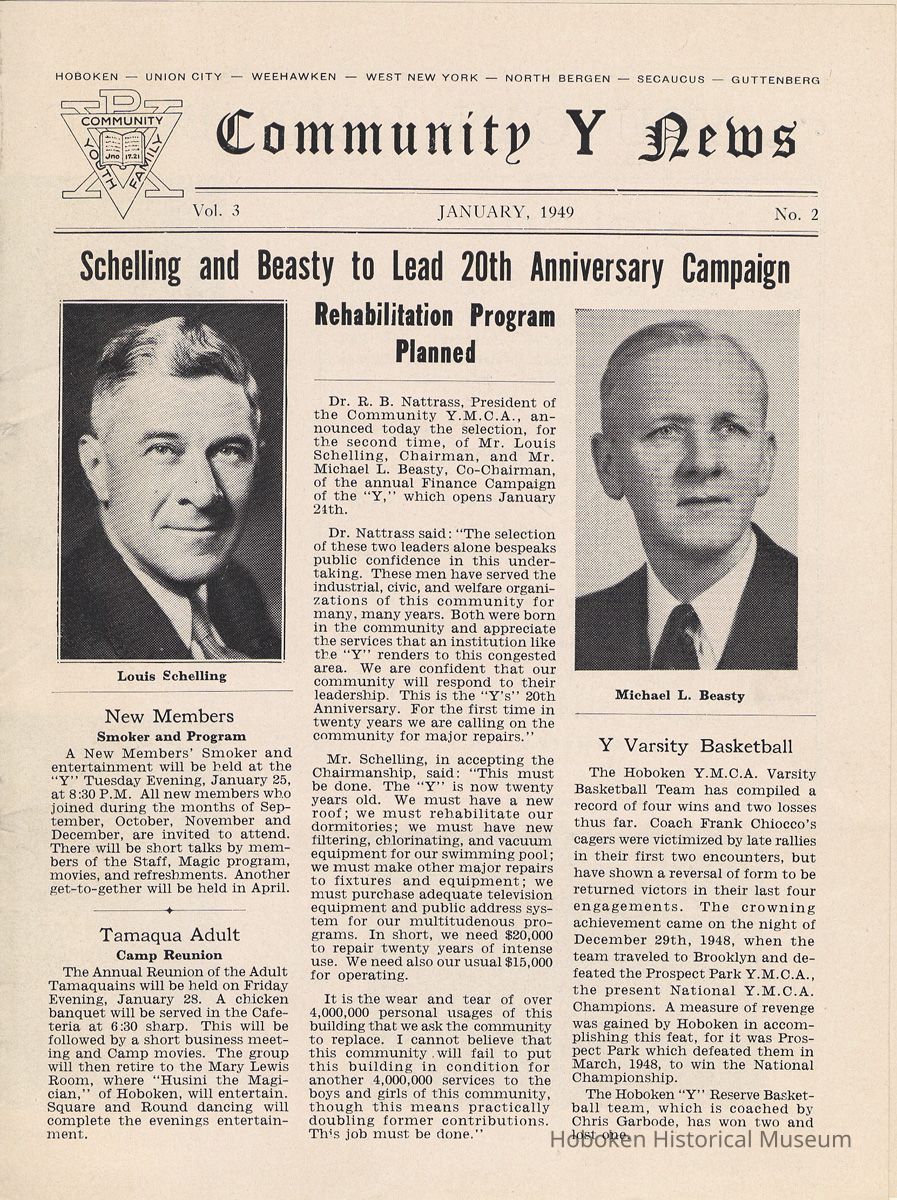 HOBOKEN — UNION CITY — WEEHAWKEN — WEST NEW YORK — NORTH BERGEN — SECAUCUS — GUTTENBERG
COMMUNITY
YOUTH
FAMILY
Jno 17.21
Community Y News
Vol. 3
JANUARY, 1949
No. 2
Schelling and Beasty to Lead 20th Anniversary Campaign
Louis Schelling
New Members
Smoker and Program
A New Members' Smoker and
entertainment will be held at the
"Y" Tuesday Evening, January 25,
at 8:30 P.M. All new members who
joined during the months of Sep-
tember, October, November and
December, are invited to attend.
There will be short talks by mem-
bers of the Staff, Magic program,
movies, and refreshments. Another
get-to-gether will be held in April.
Tamaqua Adult
Camp Reunion
The Annual Reunion of the Adult
Tamaquains will be held on Friday
Evening, January 28. A chicken
banquet will be served in the Cafe-
teria at 6:30 sharp. This will be
followed by a short business meet-
ing and Camp movies. The group
will then retire to the Mary Lewis
Room, where "Husini the Magi-
cian," of Hoboken, will entertain.
Square and Round dancing will
complete the evenings entertain-
ment.
Rehabilitation Program
Planned
Dr. R. B. Nattrass, President of
the Community Y.M.C.A., an-
nounced today the selection, for
the second time, of Mr. Louis
Schelling, Chairman, and Mr.
Michael L. Beasty, Co-Chairman,
of the annual Finance Campaign
of the "Y," which opens January
24th.
Dr. Nattrass said: "The selection
of these two leaders alone bespeaks
public confidence in this under-
taking. These men have served the
industrial, civic, and welfare organi-
zations of this community for
many, many years. Both were born
in the community and appreciate
the services that an institution like
the "Y" renders to this congested
area. We are confident that our
community will respond to their
leadership. This is the "Y's" 20th
Anniversary. For the first time in
twenty years we are calling on the
community for major repairs."
Mr. Schelling, in accepting the
Chairmanship, said: "This must
be done. The "Y" is now twenty
years old. We must have a new
roof; we must rehabilitate our
dormitories; we must have new
filtering, chlorinating, and vacuum
equipment for our swimming pool;
we must make other major repairs
to fixtures and equipment; we
must purchase adequate television
equipment and public address sys-
tem for our multitudenous pro-
grams. In short, we need $20,000
to repair twenty years of intense
use. We need also our usual $15,000
for operating.
It is the wear and tear of over
4,000,000 personal usages of this
building that we ask the community
to replace. I cannot believe that
this community will fail to put
this building in condition for
another 4,000,000 services to the
boys and girls of this community,
though this means practically
doubling former contributions.
This job must be done."
Michael L. Beasty
Y Varsity Basketball
The Hoboken Y.M.C.A. Varsity
Basketball Team has compiled a
record of four wins and two losses
thus far. Coach Frank Chiocco's
cagers were victimized by late rallies
in their first two encounters, but
have shown a reversal of form to be
returned victors in their last four
engagements. The crowning
achievement came on the night of
December 29th, 1948, when the
team traveled to Brooklyn and de-
feated the Prospect Park Y.M.C.A.,
the present National Y.M.C.A.
Champions. A measure of revenge
was gained by Hoboken in accom-
plishing this feat, for it was Pros-
pect Park which defeated them in
March, 1948, to win the National
Championship.
The Hoboken "Y" Reserve Basket-
ball team, which is coached by
Chris Garbode, has won two and
lost one.
Hoboken Historical Museum